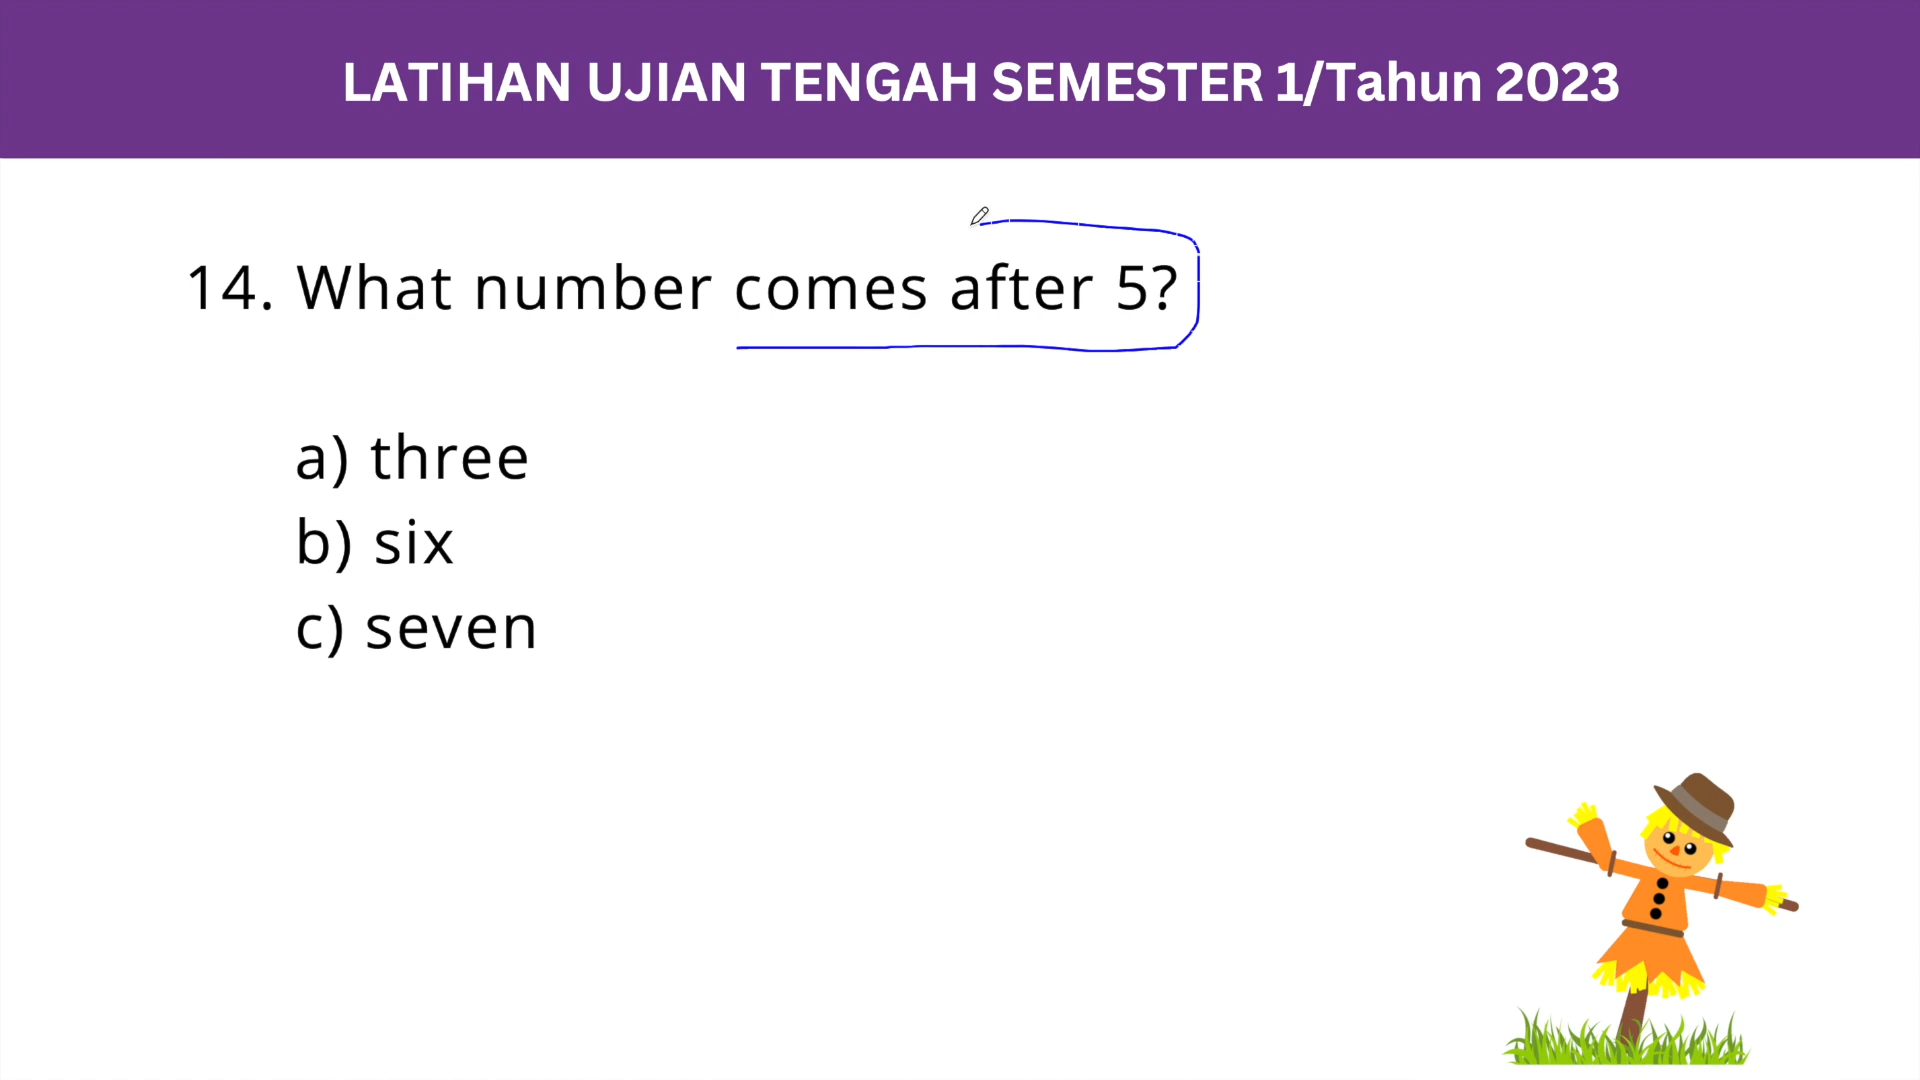 LATIHAN UJIAN TENGAH SEMESTER 1/Tahun 2023
14. What number comes after 5?
a) three
b) six
c) seven